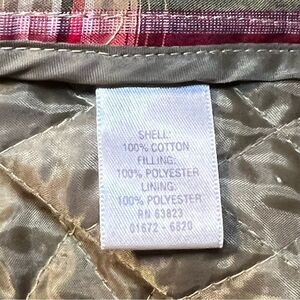 SHELL:
100% COTTON
FILLING:
100% POLYESTER
LINING:
100% POLYESTER
RN 63823
01672 - 6820